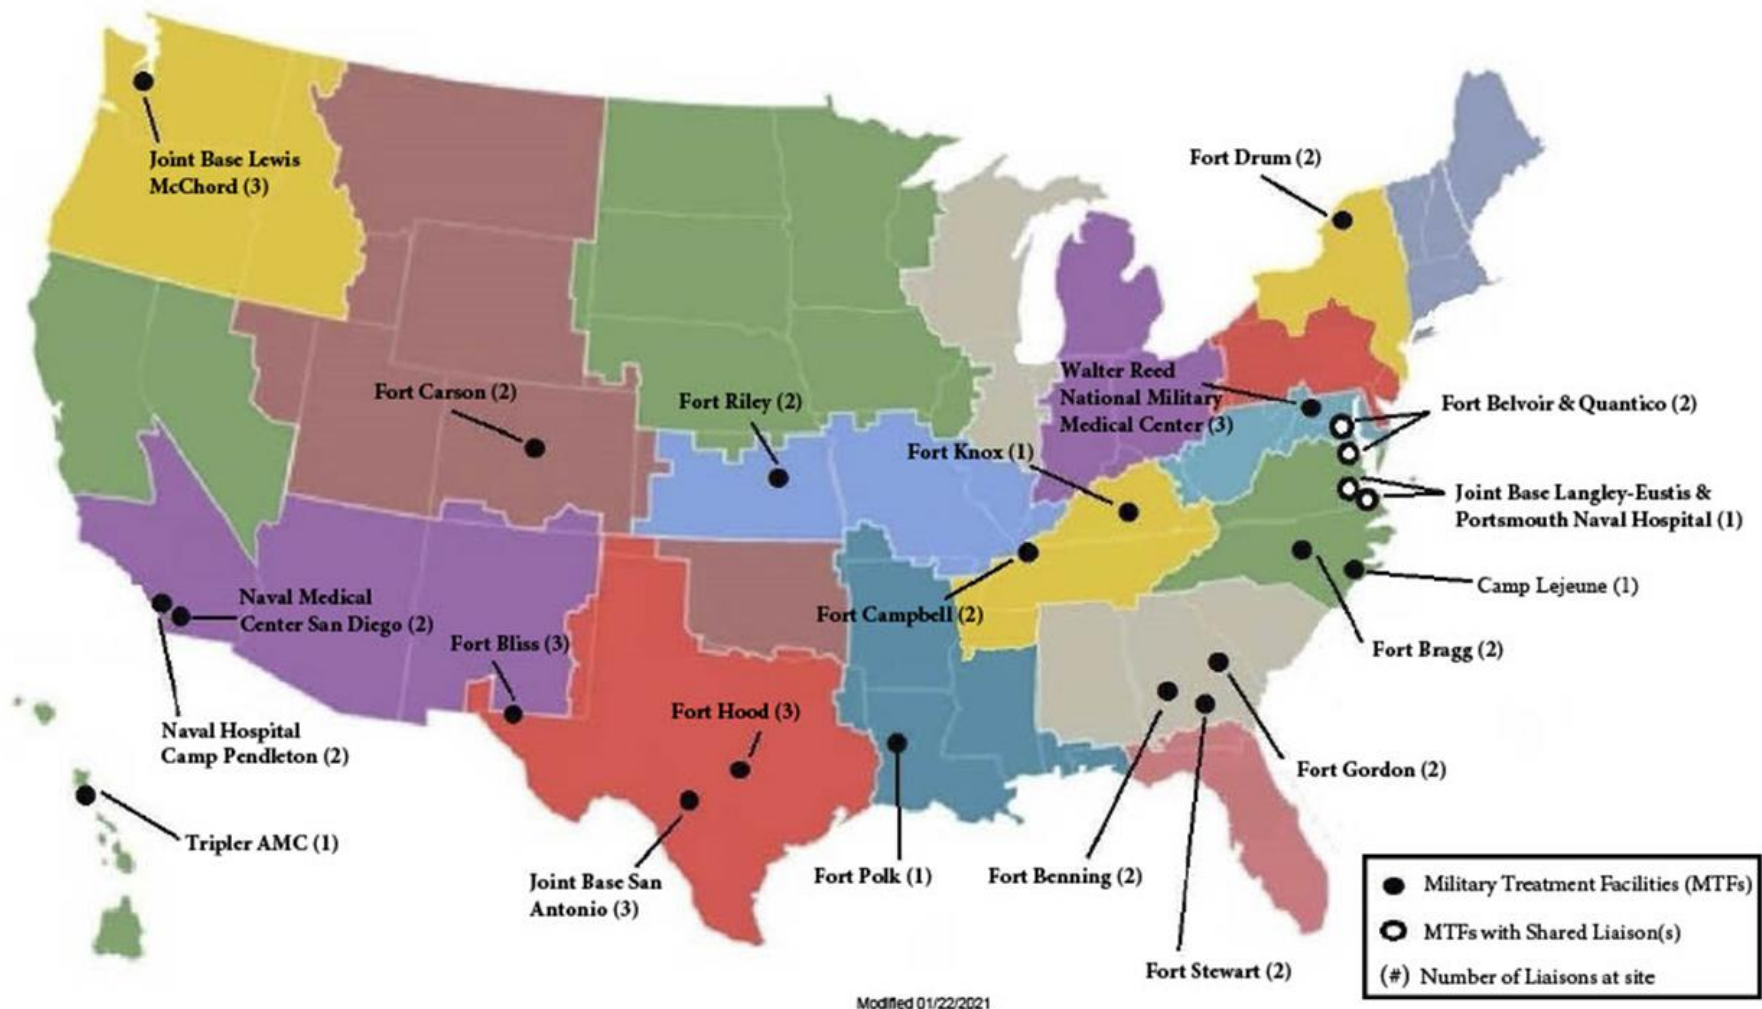 Fort Drum (2)
Joint Base Lewis
McChord (3)
Walter Reed
National Military
Medical Center (3)
Fort Carson (2)
Fort Riley (2)
Fort Belvoir & Quantico (2)
Fort Knox (1)
Joint Base Langley-Eustis &
Portsmouth Naval Hospital (1)
Camp Lejeune (1)
Naval Medical
Center San Diego (2)
Fort Campbell (2)
Fort Bliss (3)
Fort Bragg (2)
Fort Hood (3)
Naval Hospital
Camp Pendleton (2)
Fort Gordon (2)
Tripler AMC (1)
Joint Base San
Antonio (3)
Fort Polk (1)
Fort Benning (2)
Fort Stewart (2)
Military Treatment Facilities (MTFs)
MTFs with Shared Liaison(s)
(#) Number of Liaisons at site
Modified 01/22/2021